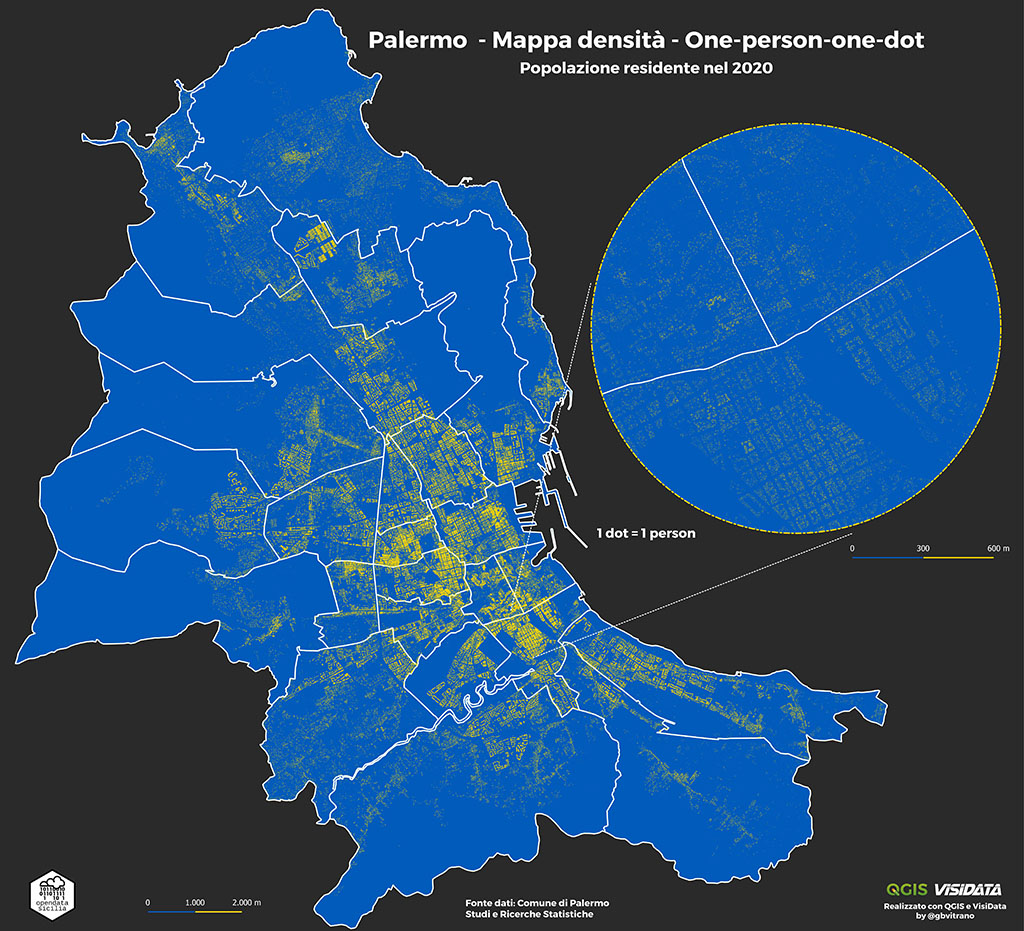 Palermo - Mappa densità - One-person-one-dot
Popolazione residente nel 2020
1 dot = 1 person
0 300 600 m
opendata
sicilia
0 1.000 2.000 m
Fonte dati: Comune di Palermo
Studi e Ricerche Statistiche
QGIS VISIDATA
Realizzato con QGIS e VisiData
by @gbvitrano